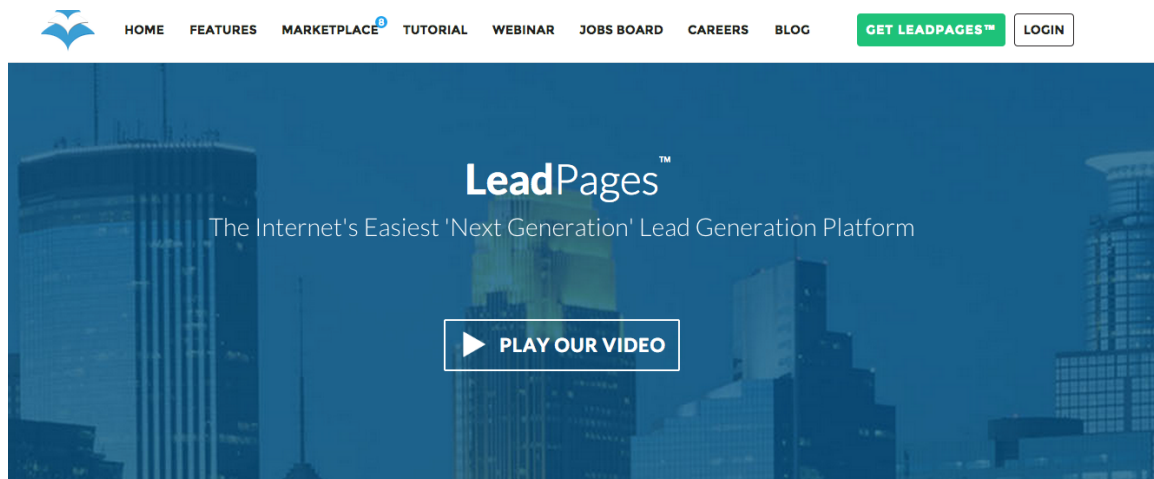 HOME FEATURES MARKETPLACE 8 TUTORIAL WEBINAR JOBS BOARD CAREERS BLOG GET LEADPAGES™ LOGIN
LeadPages™
The Internet's Easiest 'Next Generation' Lead Generation Platform
PLAY OUR VIDEO